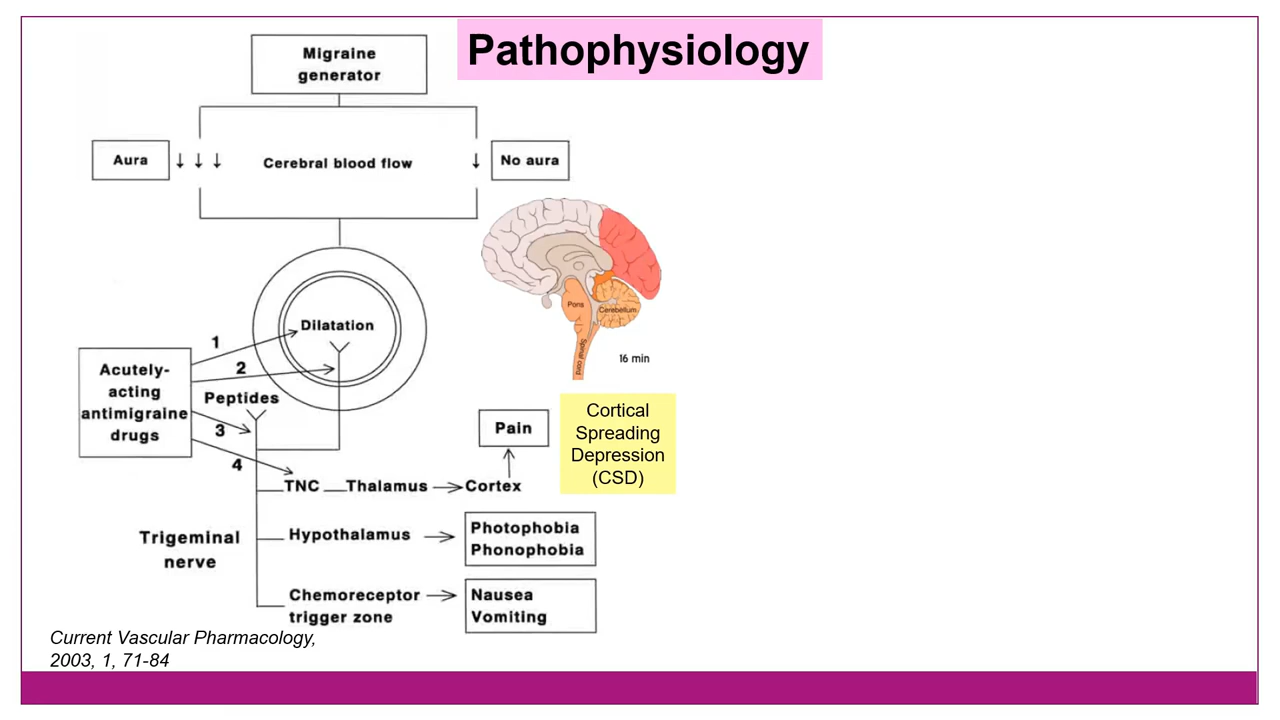 Pathophysiology
Migraine
generator
Aura
Cerebral blood flow
No aura
Dilatation
1
2
Acutely-
acting
antimigraine
drugs
Peptides
3
4
Pons
Cerebellum
Spinal cord
16 min
Cortical
Spreading
Depression
(CSD)
Pain
TNC Thalamus Cortex
Trigeminal
nerve
Hypothalamus
Photophobia
Phonophobia
Chemoreceptor
trigger zone
Nausea
Vomiting
Current Vascular Pharmacology,
2003, 1, 71-84